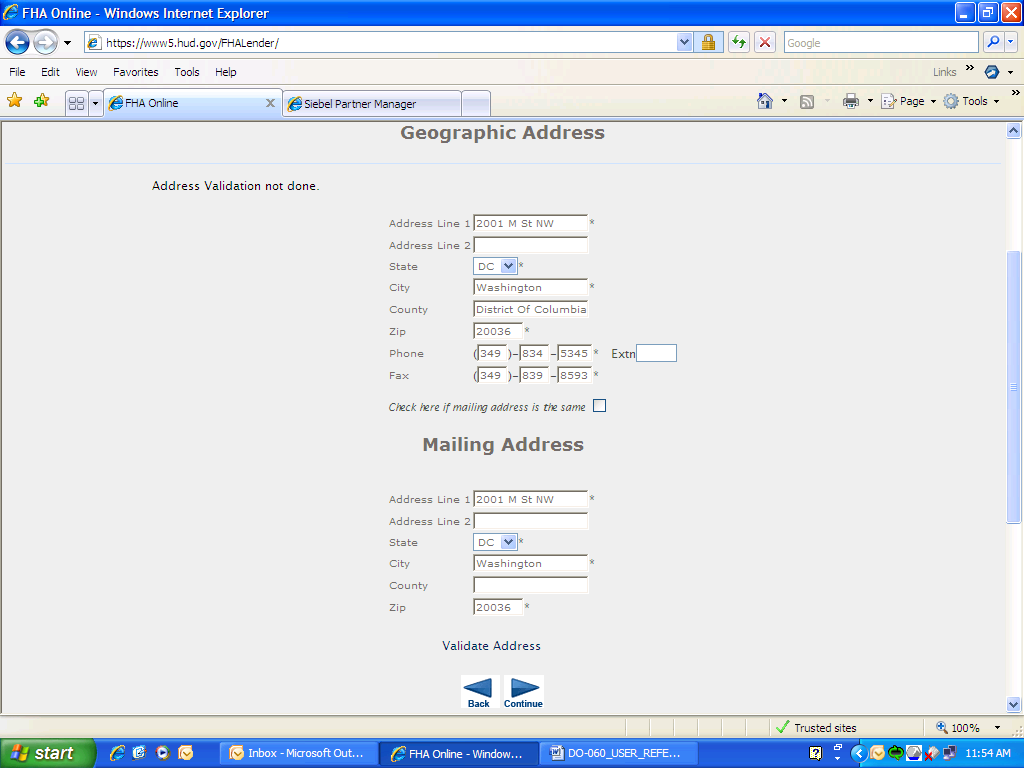 FHA Online - Windows Internet Explorer
https://www5.hud.gov/FHALender/
Google
File Edit View Favorites Tools Help
Links »
FHA Online x Siebel Partner Manager
Page Tools »
Geographic Address
Address Validation not done.
Address Line 1 2001 M St NW *
Address Line 2
State DC *
City Washington *
County District Of Columbia
Zip 20036 *
Phone (349 )-834 -5345 * Extn
Fax (349 )-839 -8593 *
Check here if mailing address is the same
Mailing Address
Address Line 1 2001 M St NW *
Address Line 2
State DC *
City Washington *
County
Zip 20036 *
Validate Address
Back Continue
Trusted sites 100%
start Inbox - Microsoft Out... FHA Online - Window... DO-060_USER_REFE... 11:54 AM